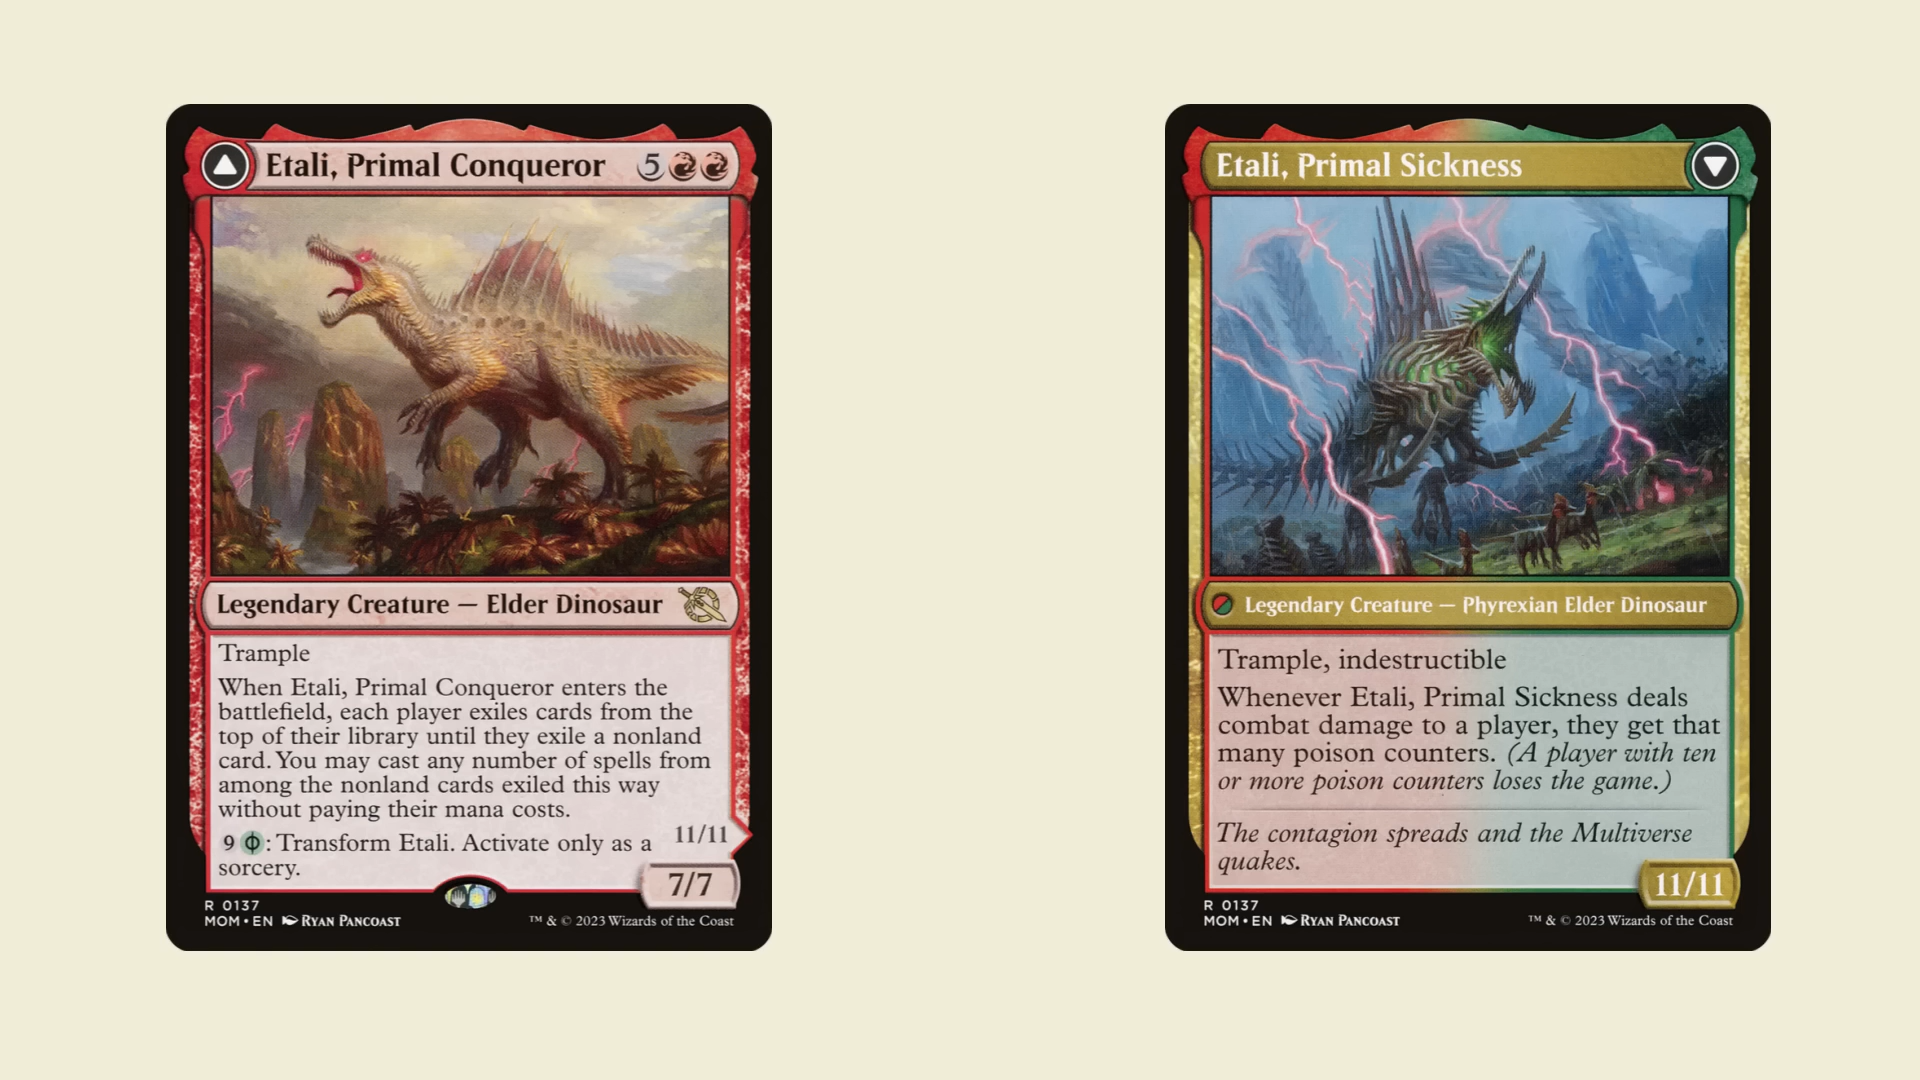 Etali, Primal Conqueror 5
Legendary Creature — Elder Dinosaur
Trample
When Etali, Primal Conqueror enters the
battlefield, each player exiles cards from the
top of their library until they exile a nonland
card. You may cast any number of spells from
among the nonland cards exiled this way
without paying their mana costs.
9 : Transform Etali. Activate only as a
sorcery.
11/11
7/7
R 0137
MOM • EN Ryan Pancoast
™ & © 2023 Wizards of the Coast
Etali, Primal Sickness
Legendary Creature — Phyrexian Elder Dinosaur
Trample, indestructible
Whenever Etali, Primal Sickness deals
combat damage to a player, they get that
many poison counters. (A player with ten
or more poison counters loses the game.)
The contagion spreads and the Multiverse
quakes.
11/11
R 0137
MOM • EN Ryan Pancoast
™ & © 2023 Wizards of the Coast